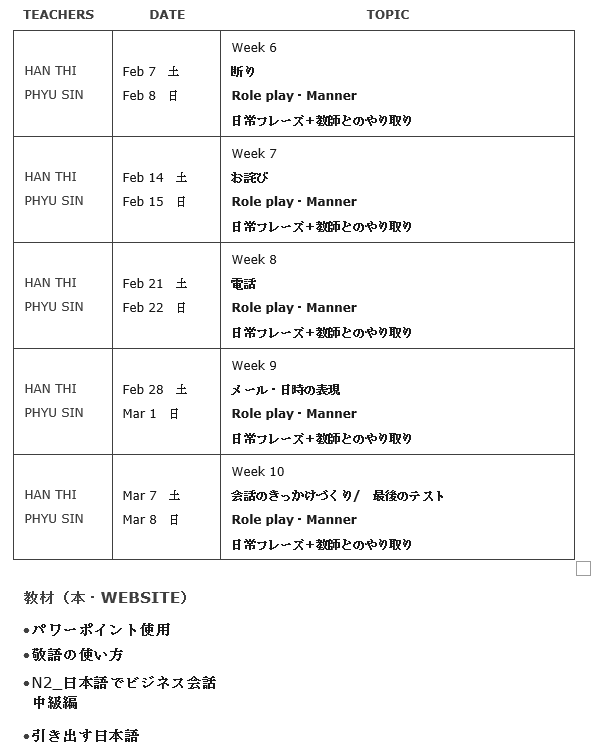 TEACHERS DATE TOPIC
Week 6
HAN THI Feb 7 土 断り
PHYU SIN Feb 8 日 Role play・Manner
日常フレーズ+教師とのやり取り
Week 7
HAN THI Feb 14 土 お詫び
PHYU SIN Feb 15 日 Role play・Manner
日常フレーズ+教師とのやり取り
Week 8
HAN THI Feb 21 土 電話
PHYU SIN Feb 22 日 Role play・Manner
日常フレーズ+教師とのやり取り
Week 9
HAN THI Feb 28 土 メール・日時の表現
PHYU SIN Mar 1 日 Role play・Manner
日常フレーズ+教師とのやり取り
Week 10
HAN THI Mar 7 土 会話のきっかけづくり/ 最後のテスト
PHYU SIN Mar 8 日 Role play・Manner
日常フレーズ+教師とのやり取り
教材（本・WEBSITE）
•パワーポイント使用
•敬語の使い方
•N2_日本語でビジネス会話
中級編
•引き出す日本語